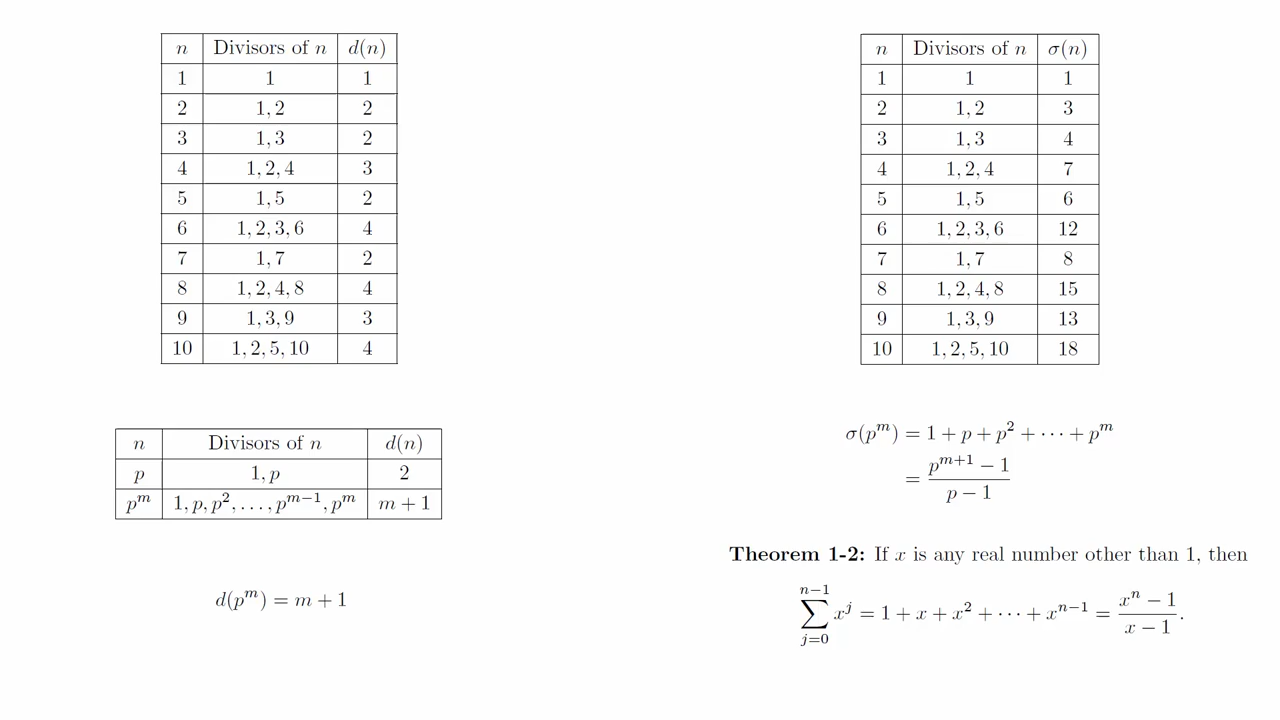 n Divisors of n d(n)
1 1 1
2 1, 2 2
3 1, 3 2
4 1, 2, 4 3
5 1, 5 2
6 1, 2, 3, 6 4
7 1, 7 2
8 1, 2, 4, 8 4
9 1, 3, 9 3
10 1, 2, 5, 10 4
n Divisors of n d(n)
p 1, p 2
p^m 1, p, p^2, . . . , p^{m−1}, p^m m + 1
d(p^m) = m + 1
n Divisors of n σ(n)
1 1 1
2 1, 2 3
3 1, 3 4
4 1, 2, 4 7
5 1, 5 6
6 1, 2, 3, 6 12
7 1, 7 8
8 1, 2, 4, 8 15
9 1, 3, 9 13
10 1, 2, 5, 10 18
σ(p^m) = 1 + p + p^2 + · · · + p^m
= (p^{m+1} − 1)/(p − 1)
Theorem 1-2: If x is any real number other than 1, then
∑_{j=0}^{n−1} x^j = 1 + x + x^2 + · · · + x^{n−1} = (x^n − 1)/(x − 1).